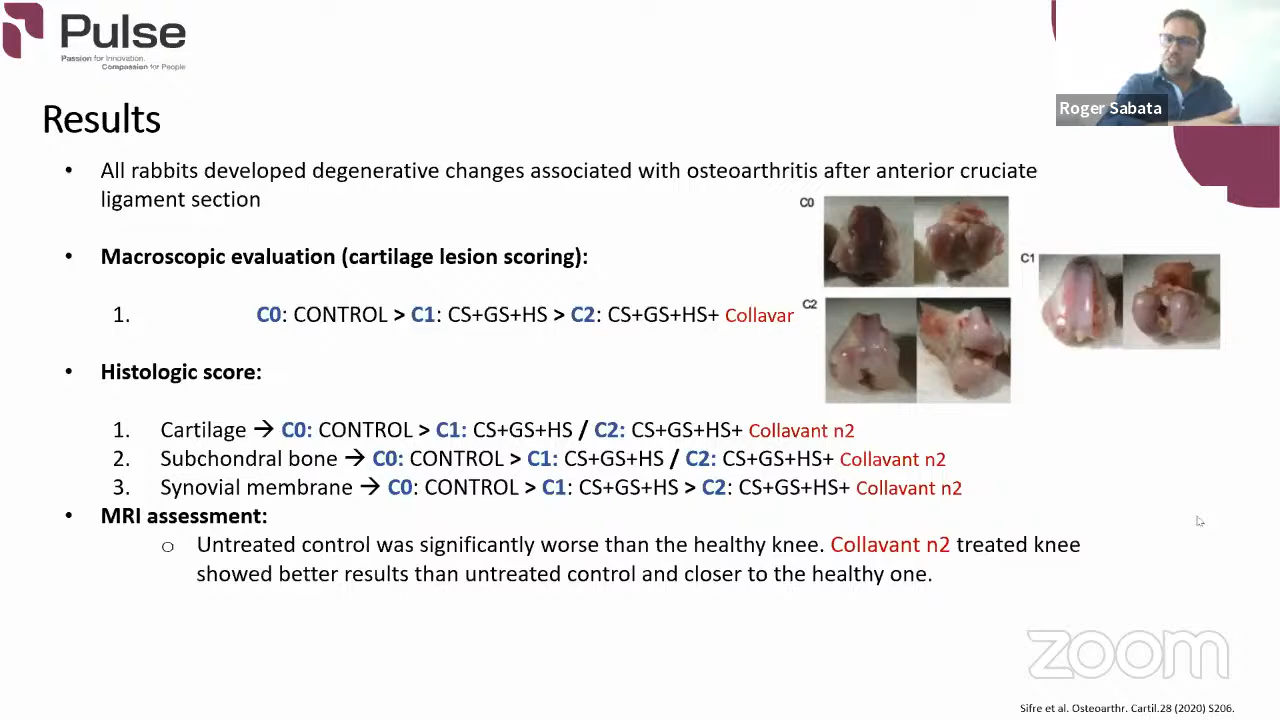 Pulse
Passion for Innovation.
Compassion for People
Roger Sabata
Results
• All rabbits developed degenerative changes associated with osteoarthritis after anterior cruciate
ligament section
• Macroscopic evaluation (cartilage lesion scoring):
1. C0: CONTROL > C1: CS+GS+HS > C2: CS+GS+HS+ Collavar
C0
C1
C2
• Histologic score:
1. Cartilage → C0: CONTROL > C1: CS+GS+HS / C2: CS+GS+HS+ Collavant n2
2. Subchondral bone → C0: CONTROL > C1: CS+GS+HS / C2: CS+GS+HS+ Collavant n2
3. Synovial membrane → C0: CONTROL > C1: CS+GS+HS > C2: CS+GS+HS+ Collavant n2
• MRI assessment:
o Untreated control was significantly worse than the healthy knee. Collavant n2 treated knee
showed better results than untreated control and closer to the healthy one.
zoom
Sifre et al. Osteoarthr. Cartil.28 (2020) S206.